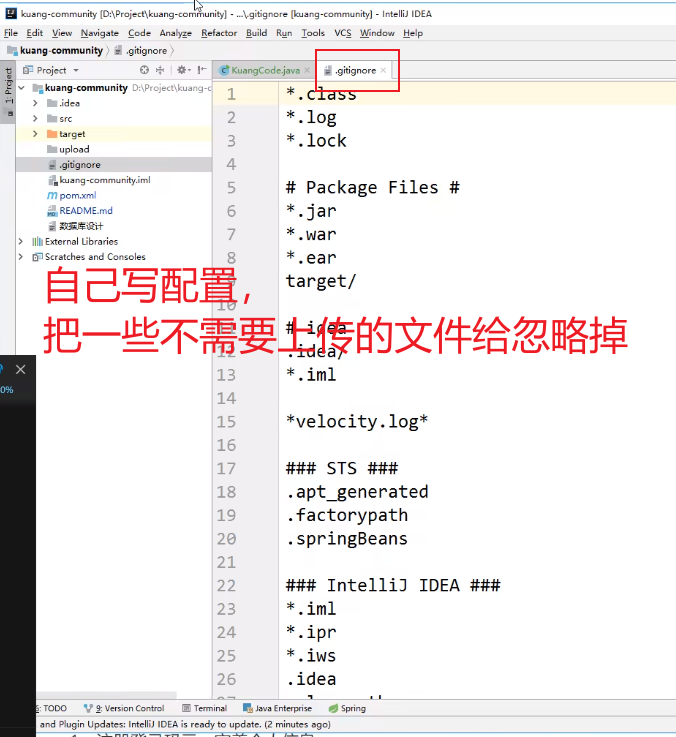 kuang-community [D:\Project\kuang-community] - ...\.gitignore [kuang-community] - IntelliJ IDEA
File Edit View Navigate Code Analyze Refactor Build Run Tools VCS Window Help
kuang-community .gitignore
1: Project
Project
KuangCode.java .gitignore
kuang-community D:\Project\kuang-c
.idea
src
target
upload
.gitignore
kuang-community.iml
pom.xml
README.md
数据库设计
External Libraries
Scratches and Consoles
自己写配置,
把一些不需要上传的文件给忽略掉
0%
1 *.class
2 *.log
3 *.lock
4
5 # Package Files #
6 *.jar
7 *.war
8 *.ear
9 target/
10
11 # idea
12 .idea/
13 *.iml
14
15 *velocity.log*
16
17 ### STS ###
18 .apt_generated
19 .factorypath
20 .springBeans
21
22 ### IntelliJ IDEA ###
23 *.iml
24 *.ipr
25 *.iws
26 .idea
6: TODO 9: Version Control Terminal Java Enterprise Spring
and Plugin Updates: IntelliJ IDEA is ready to update. (2 minutes ago)